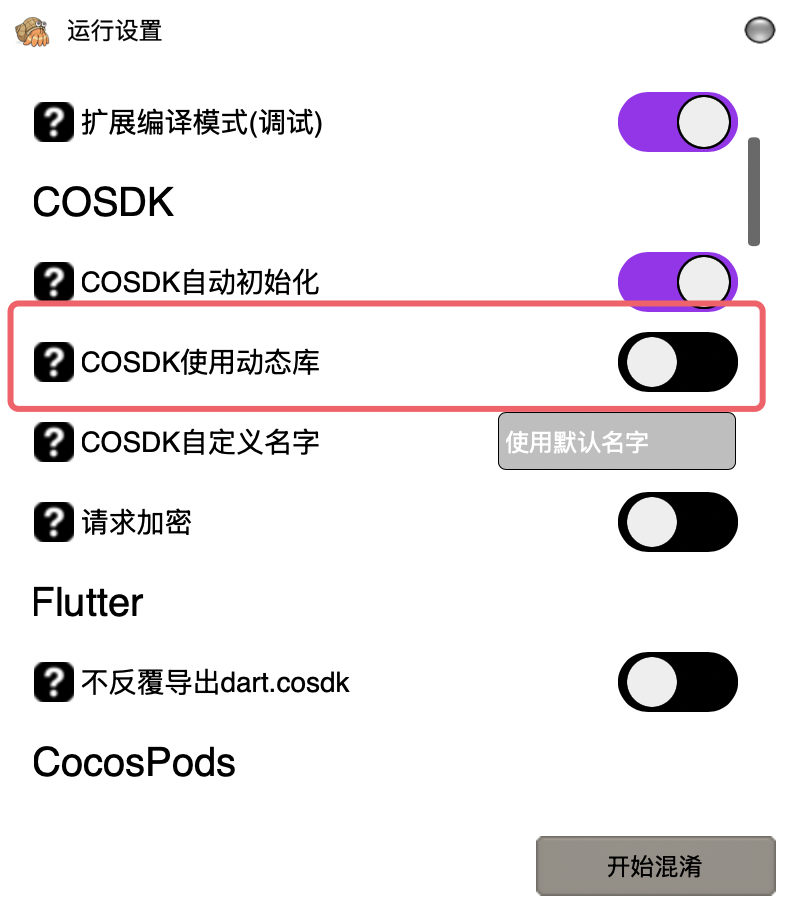 运行设置
? 扩展编译模式(调试)
COSDK
? COSDK自动初始化
? COSDK使用动态库
? COSDK自定义名字 使用默认名字
? 请求加密
Flutter
? 不反覆导出dart.cosdk
CocosPods
开始混淆